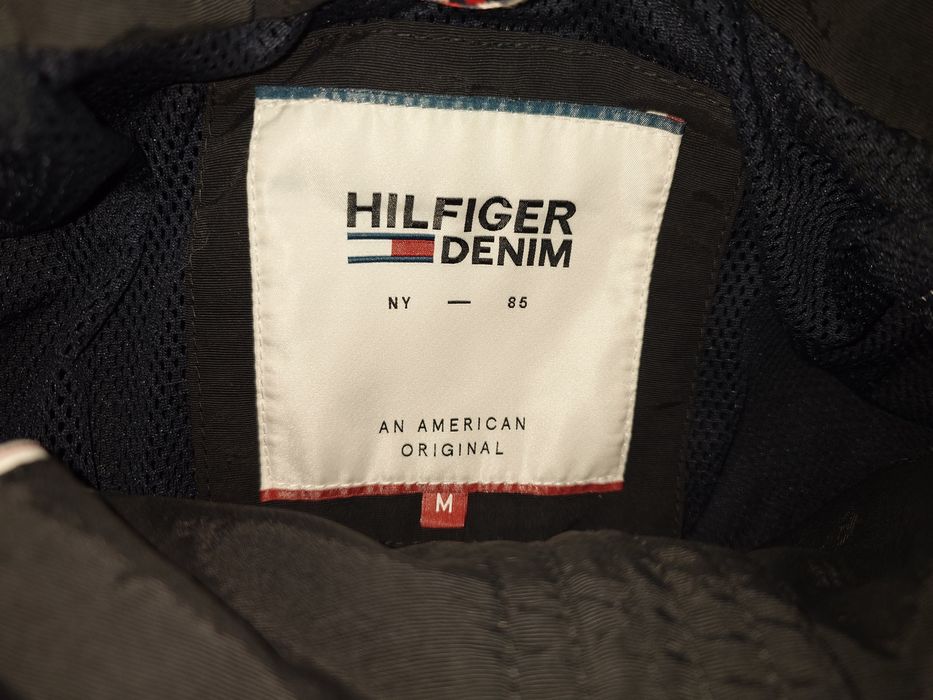 HILFIGER
DENIM
NY — 85
AN AMERICAN
ORIGINAL
M